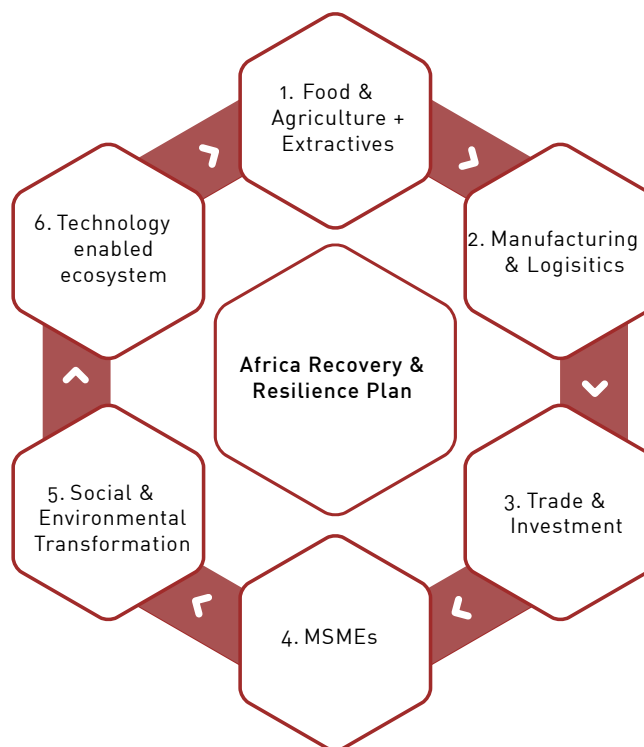 1. Food &
Agriculture +
Extractives
2. Manufacturing
& Logisitics
3. Trade &
Investment
4. MSMEs
5. Social &
Environmental
Transformation
6. Technology
enabled
ecosystem
Africa Recovery &
Resilience Plan